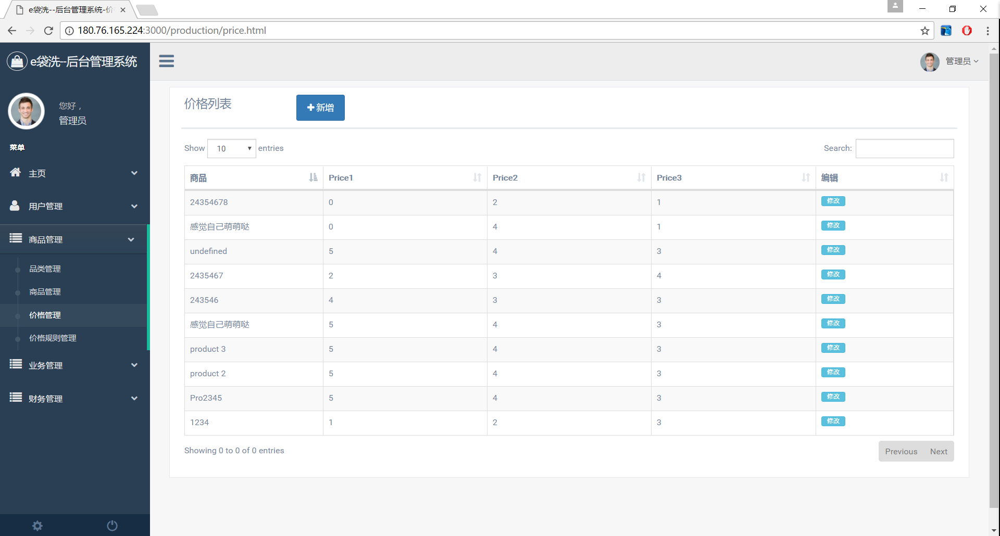 e袋洗--后台管理系统-价
180.76.165.224:3000/production/price.html
e袋洗--后台管理系统
管理员
您好，
管理员
菜单
主页
用户管理
商品管理
品类管理
商品管理
价格管理
价格规则管理
业务管理
财务管理
价格列表
新增
Show 10 entries
Search:
商品 Price1 Price2 Price3 编辑
24354678 0 2 1 修改
感觉自己萌萌哒 0 4 1 修改
undefined 5 4 3 修改
2435467 2 3 4 修改
243546 4 3 3 修改
感觉自己萌萌哒 5 4 3 修改
product 3 5 4 3 修改
product 2 5 4 3 修改
Pro2345 5 4 3 修改
1234 1 2 3 修改
Showing 0 to 0 of 0 entries
Previous Next